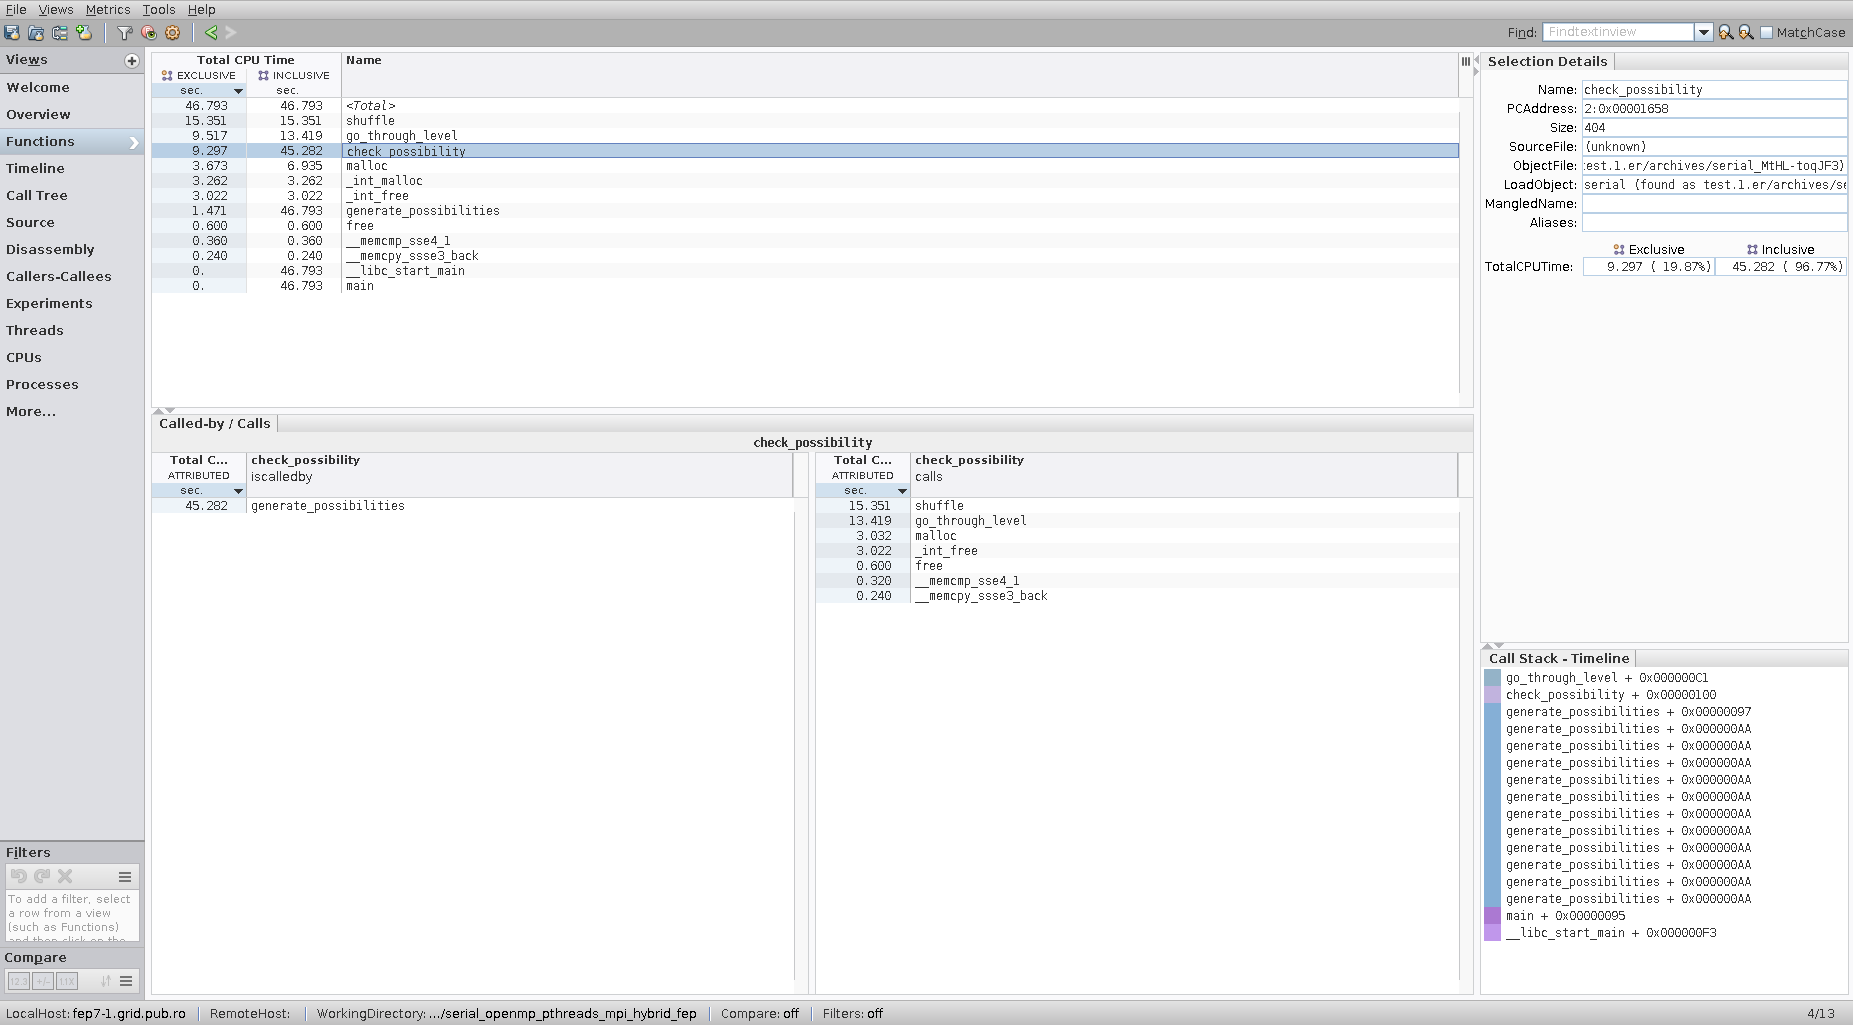 File Views Metrics Tools Help
Find: Findtextinview MatchCase
Views
Welcome
Overview
Functions
Timeline
Call Tree
Source
Disassembly
Callers-Callees
Experiments
Threads
CPUs
Processes
More...
Filters
To add a filter, select
a row from a view
(such as Functions)
and then click on the
Compare
Total CPU Time Name
EXCLUSIVE INCLUSIVE
sec. sec.
46.793 46.793 <Total>
15.351 15.351 shuffle
9.517 13.419 go_through_level
9.297 45.282 check_possibility
3.673 6.935 malloc
3.262 3.262 _int_malloc
3.022 3.022 _int_free
1.471 46.793 generate_possibilities
0.600 0.600 free
0.360 0.360 __memcmp_sse4_1
0.240 0.240 __memcpy_ssse3_back
0. 46.793 __libc_start_main
0. 46.793 main
Called-by / Calls
check_possibility
Total C... check_possibility
ATTRIBUTED iscalledby
sec.
45.282 generate_possibilities
Total C... check_possibility
ATTRIBUTED calls
sec.
15.351 shuffle
13.419 go_through_level
3.032 malloc
3.022 _int_free
0.600 free
0.320 __memcmp_sse4_1
0.240 __memcpy_ssse3_back
Selection Details
Name: check_possibility
PCAddress: 2:0x00001658
Size: 404
SourceFile: (unknown)
ObjectFile: test.1.er/archives/serial_MtHL-toqJF3)
LoadObject: serial (found as test.1.er/archives/se
MangledName:
Aliases:
Exclusive Inclusive
TotalCPUTime: 9.297 ( 19.87%) 45.282 ( 96.77%)
Call Stack - Timeline
go_through_level + 0x000000C1
check_possibility + 0x00000100
generate_possibilities + 0x00000097
generate_possibilities + 0x000000AA
generate_possibilities + 0x000000AA
generate_possibilities + 0x000000AA
generate_possibilities + 0x000000AA
generate_possibilities + 0x000000AA
generate_possibilities + 0x000000AA
generate_possibilities + 0x000000AA
generate_possibilities + 0x000000AA
generate_possibilities + 0x000000AA
generate_possibilities + 0x000000AA
generate_possibilities + 0x000000AA
main + 0x00000095
__libc_start_main + 0x000000F3
LocalHost: fep7-1.grid.pub.ro RemoteHost: WorkingDirectory: .../serial_openmp_pthreads_mpi_hybrid_fep Compare: off Filters: off 4/13